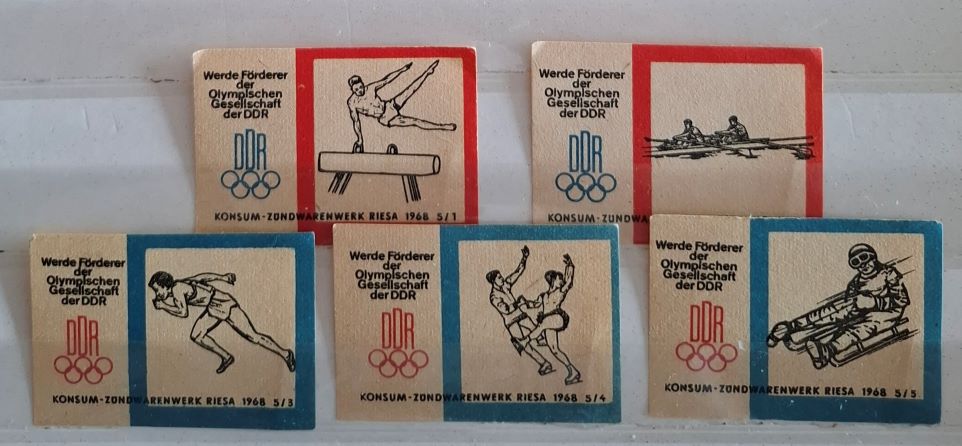 Werde Förderer
der
Olympischen
Gesellschaft
der DDR
DDR
KONSUM-ZÜNDWARENWERK RIESA 1968 5/1
Werde Förderer
der
Olympischen
Gesellschaft
der DDR
DDR
KONSUM-ZÜNDWA
Werde Förderer
der
Olympischen
Gesellschaft
der DDR
DDR
KONSUM-ZÜNDWARENWERK RIESA 1968 5/3
Werde Förderer
der
Olympischen
Gesellschaft
der DDR
DDR
KONSUM-ZÜNDWARENWERK RIESA 1968 5/4
Werde Förderer
der
Olympischen
Gesellschaft
der DDR
DDR
KONSUM-ZÜNDWARENWERK RIESA 1968 5/5